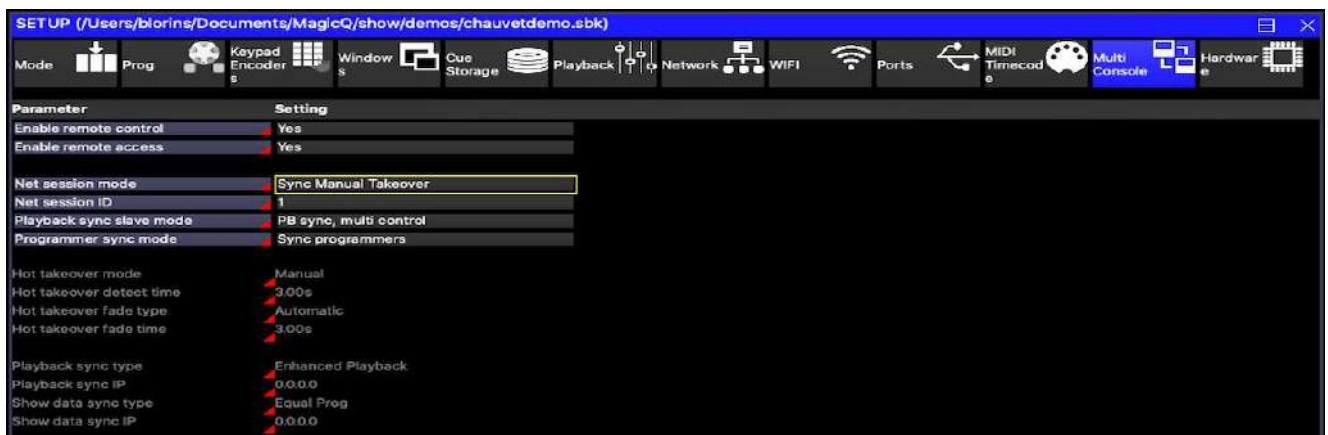 SETUP (/Users/blorins/Documents/MagicQ/show/demos/chauvetdemo.sbk)
Mode Prog Keypad Encoders Windows Cue Storage Playback Network WIFI Ports MIDI Timecode Multi Console Hardware
Parameter Setting
Enable remote control Yes
Enable remote access Yes
Net session mode Sync Manual Takeover
Net session ID 1
Playback sync slave mode PB sync, multi control
Programmer sync mode Sync programmers
Hot takeover mode Manual
Hot takeover detect time 3.00s
Hot takeover fade type Automatic
Hot takeover fade time 3.00s
Playback sync type Enhanced Playback
Playback sync IP 0.0.0.0
Show data sync type Equal Prog
Show data sync IP 0.0.0.0